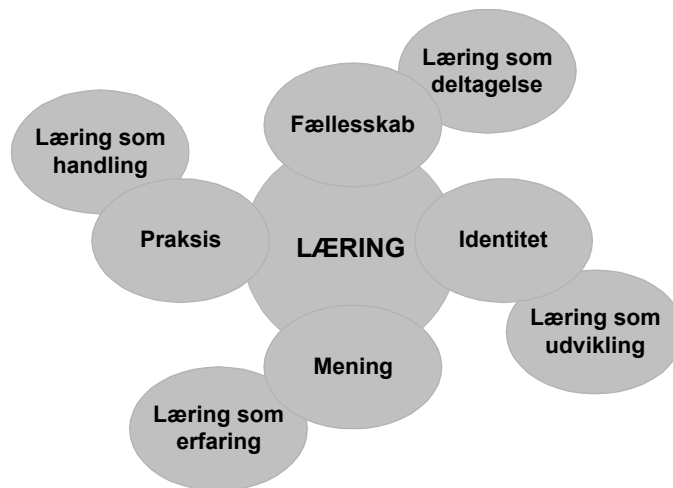 Læring som
deltagelse
Fællesskab
Læring som
handling
Praksis
LÆRING
Identitet
Læring som
udvikling
Mening
Læring som
erfaring